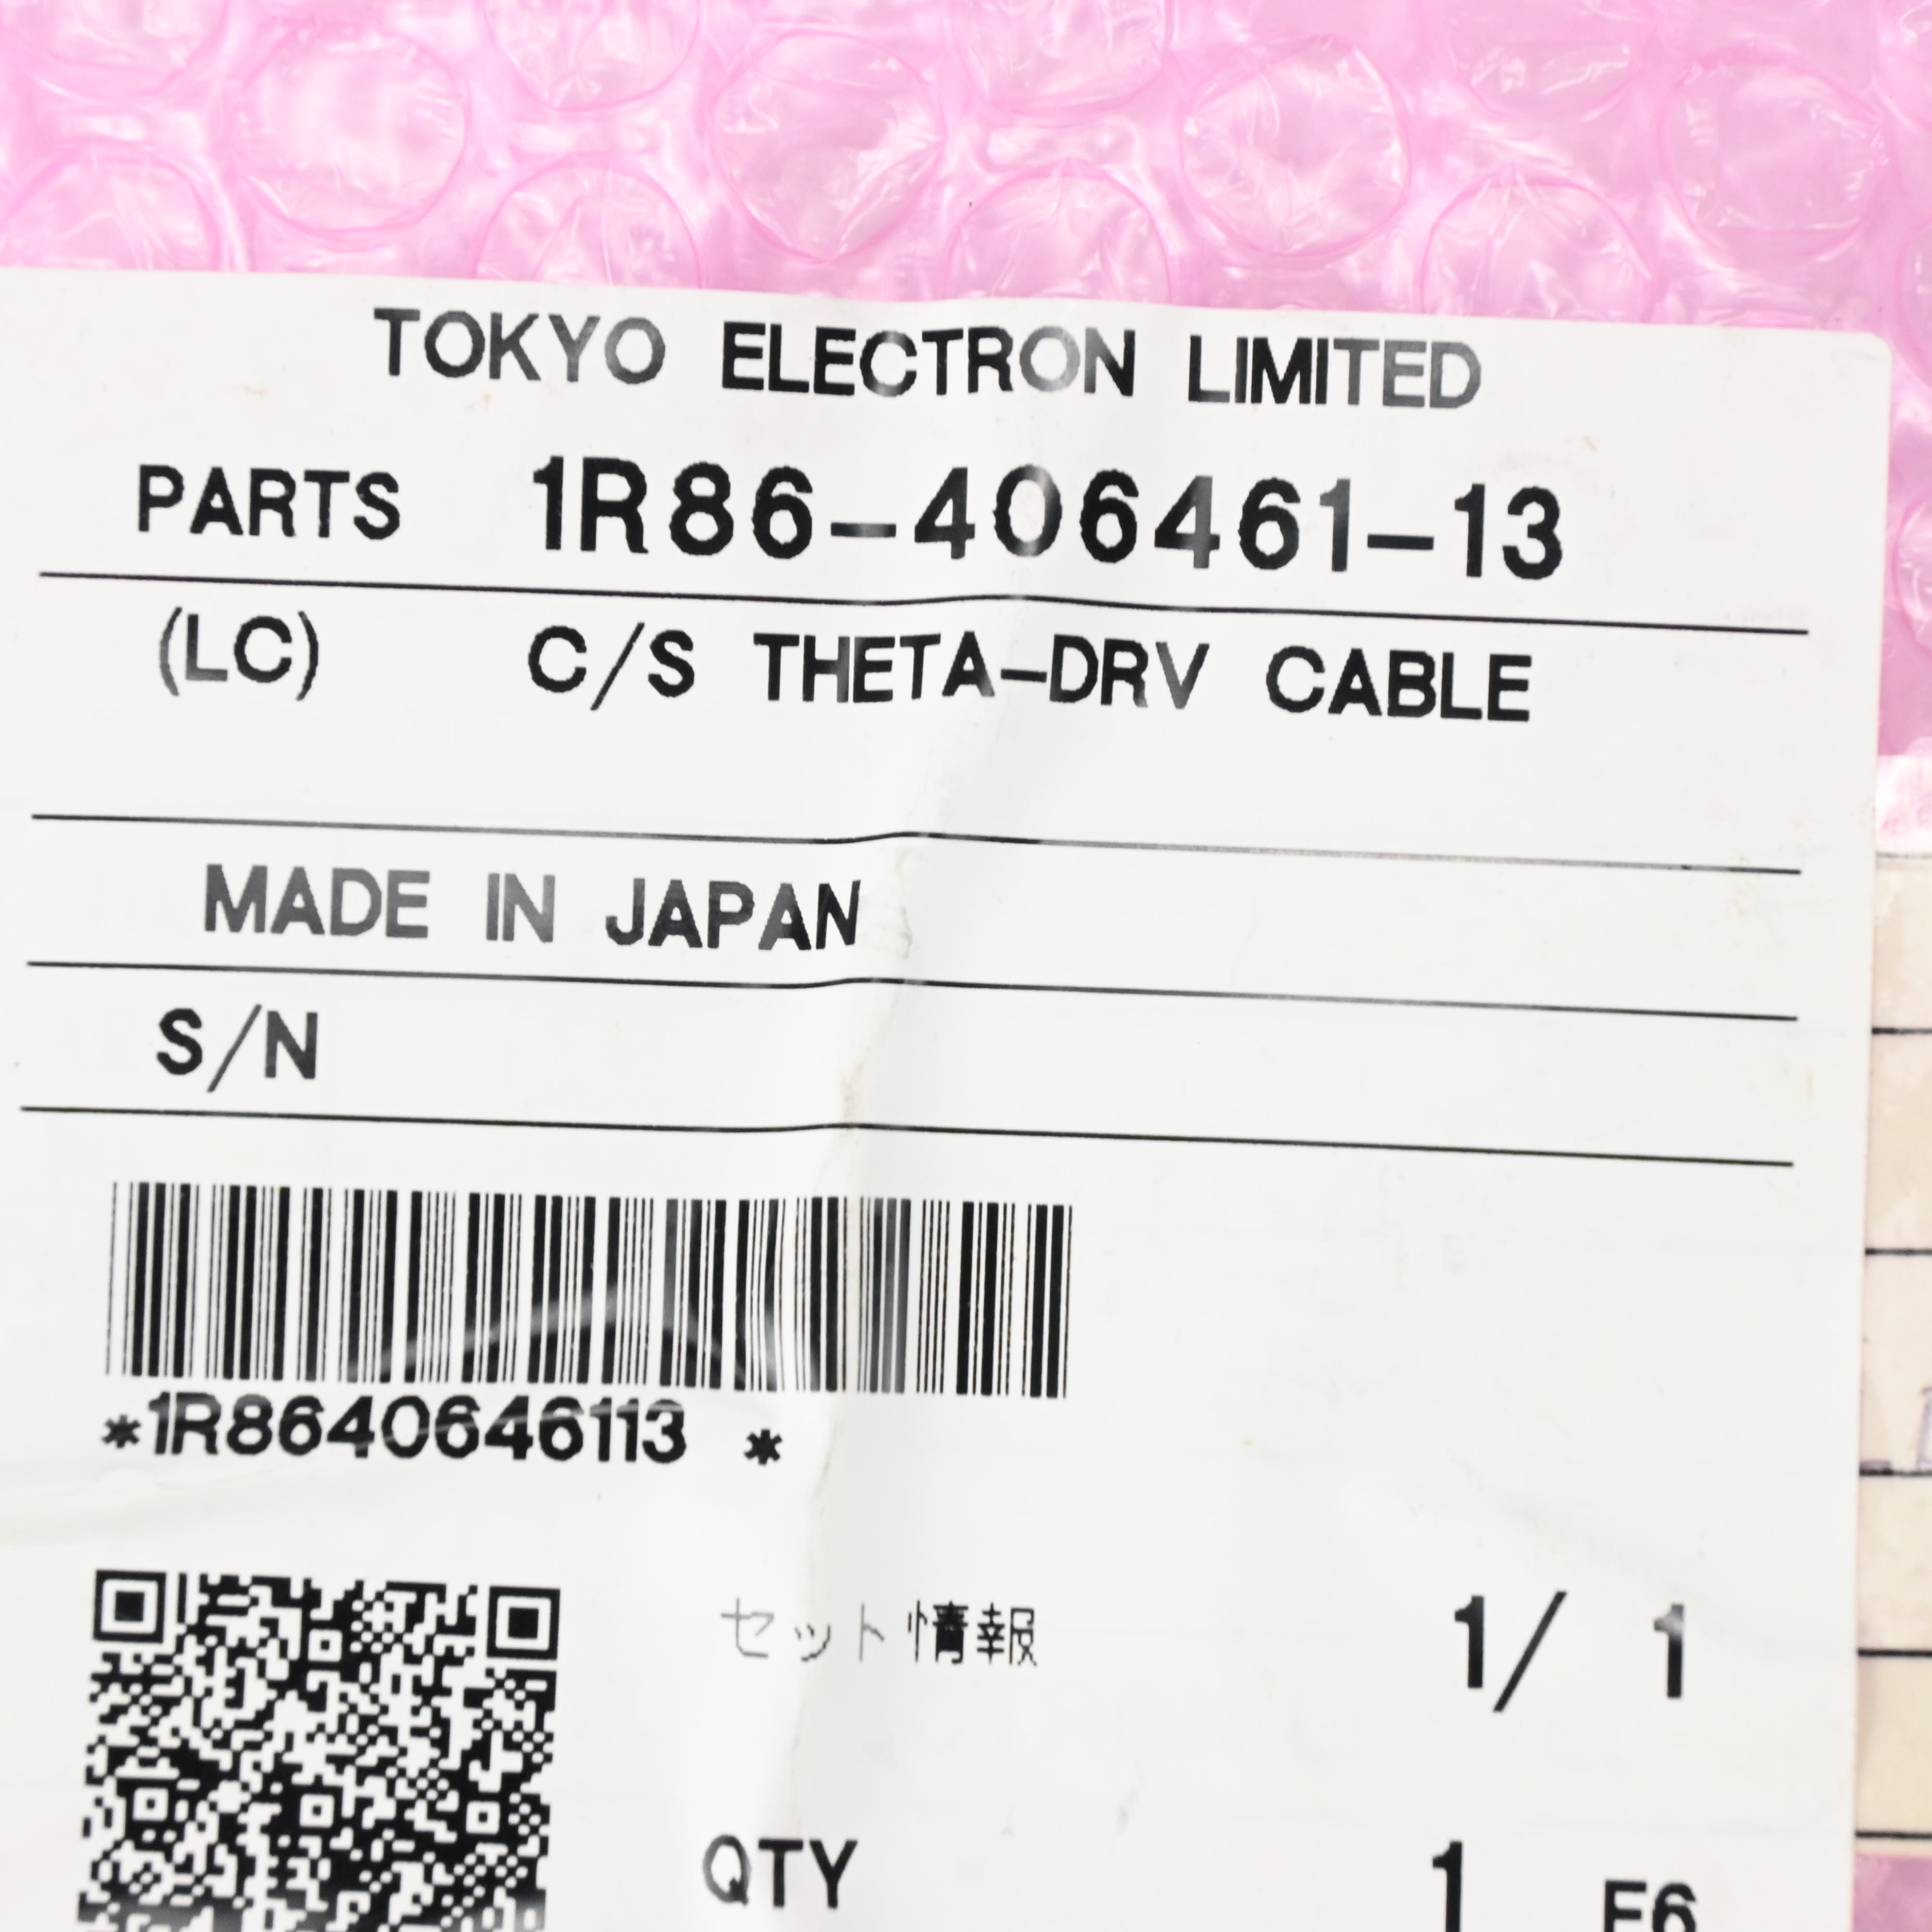 TOKYO ELECTRON LIMITED
PARTS 1R86-406461-13
(LC) C/S THETA-DRV CABLE
MADE IN JAPAN
S/N
*1R8640646113 *
セット情報 1/ 1
QTY 1